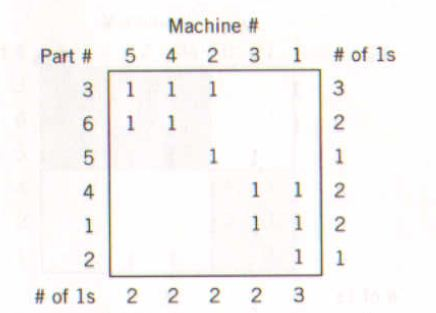 Machine #
Part # 5 4 2 3 1 # of 1s
3 1 1 1 3
6 1 1 2
5 1 1
4 1 1 2
1 1 1 2
2 1 1
# of 1s 2 2 2 2 3